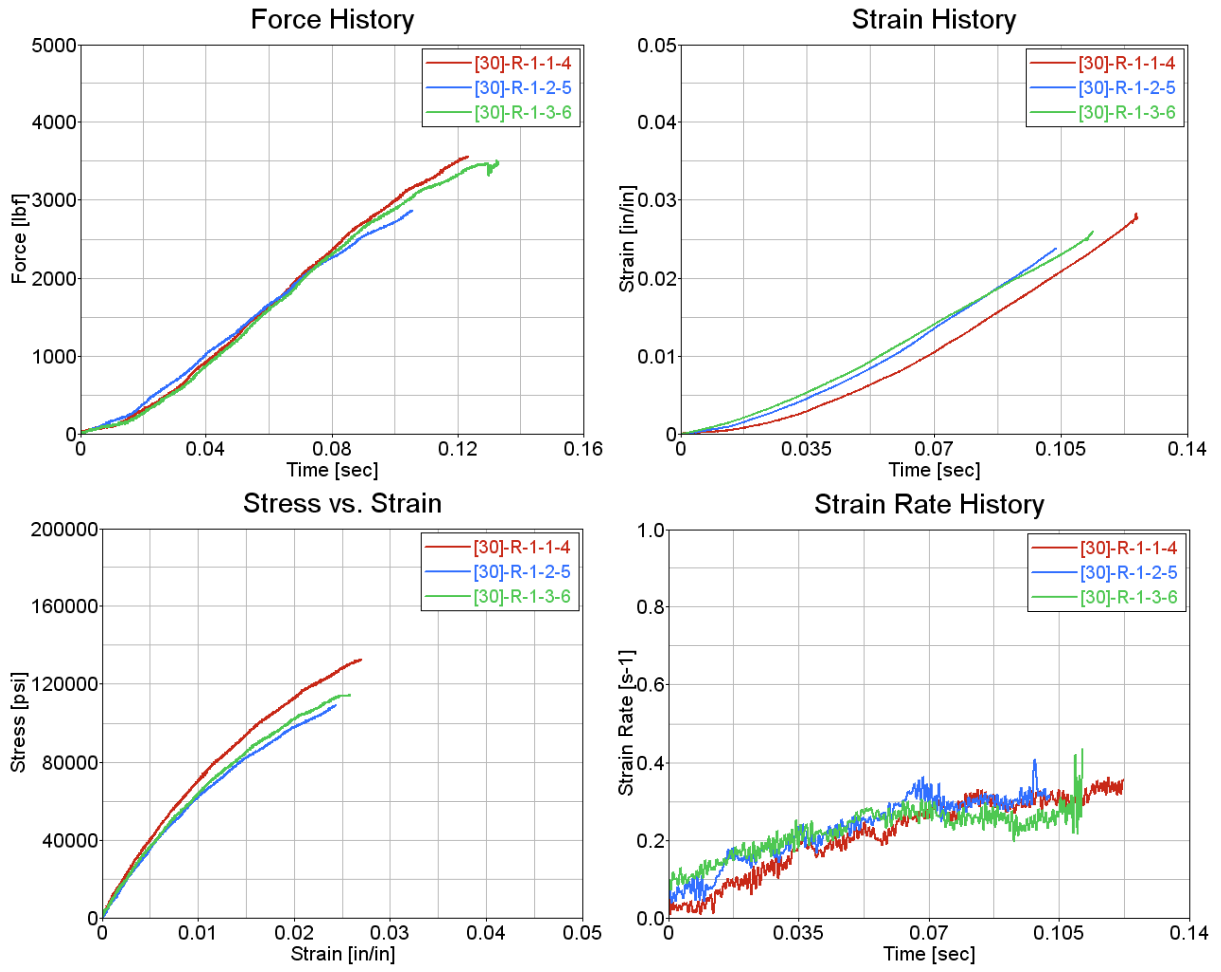 Force History
5000
4000
3000
2000
1000
0
Force [lbf]
[30]-R-1-1-4
[30]-R-1-2-5
[30]-R-1-3-6
0 0.04 0.08 0.12 0.16
Time [sec]
Strain History
0.05
0.04
0.03
0.02
0.01
0
Strain [in/in]
[30]-R-1-1-4
[30]-R-1-2-5
[30]-R-1-3-6
0 0.035 0.07 0.105 0.14
Time [sec]
Stress vs. Strain
200000
160000
120000
80000
40000
0
Stress [psi]
[30]-R-1-1-4
[30]-R-1-2-5
[30]-R-1-3-6
0 0.01 0.02 0.03 0.04 0.05
Strain [in/in]
Strain Rate History
1.0
0.8
0.6
0.4
0.2
0.0
Strain Rate [s-1]
[30]-R-1-1-4
[30]-R-1-2-5
[30]-R-1-3-6
0 0.035 0.07 0.105 0.14
Time [sec]